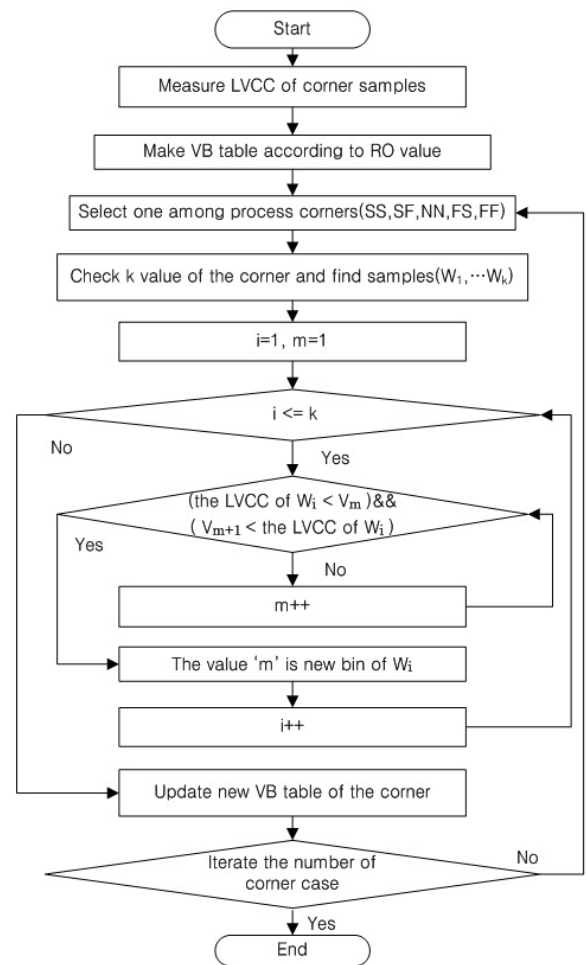 Start
Measure LVCC of corner samples
Make VB table according to RO value
Select one among process corners(SS,SF,NN,FS,FF)
Check k value of the corner and find samples(W₁,⋯Wₖ)
i=1, m=1
i <= k
No
Yes
(the LVCC of Wᵢ < Vₘ)&&
( Vₘ₊₁ < the LVCC of Wᵢ)
Yes
No
m++
The value ‘m’ is new bin of Wᵢ
i++
Update new VB table of the corner
Iterate the number of
corner case
No
Yes
End